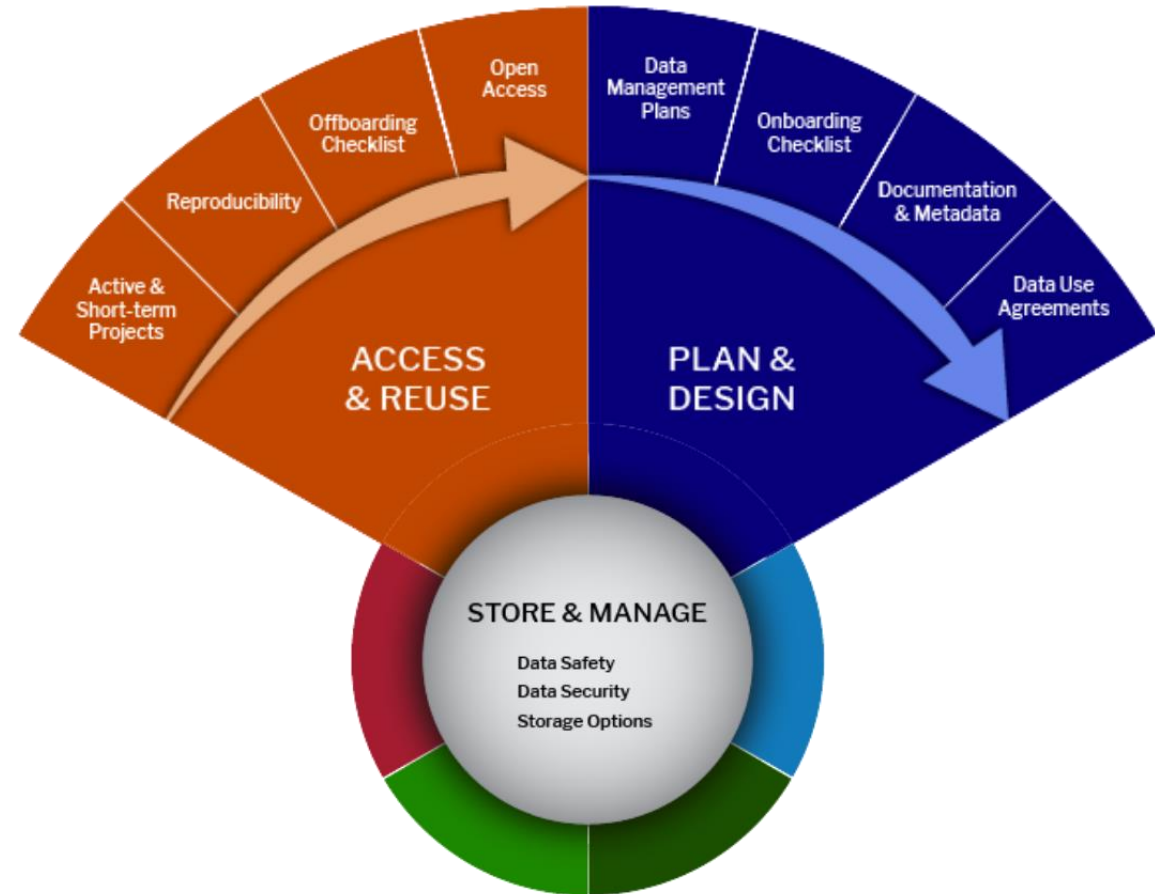 Open
Access
Offboarding
Checklist
Reproducibility
Active &
Short-term
Projects
ACCESS
& REUSE
Data
Management
Plans
Onboarding
Checklist
Documentation
& Metadata
Data Use
Agreements
PLAN &
DESIGN
STORE & MANAGE
Data Safety
Data Security
Storage Options